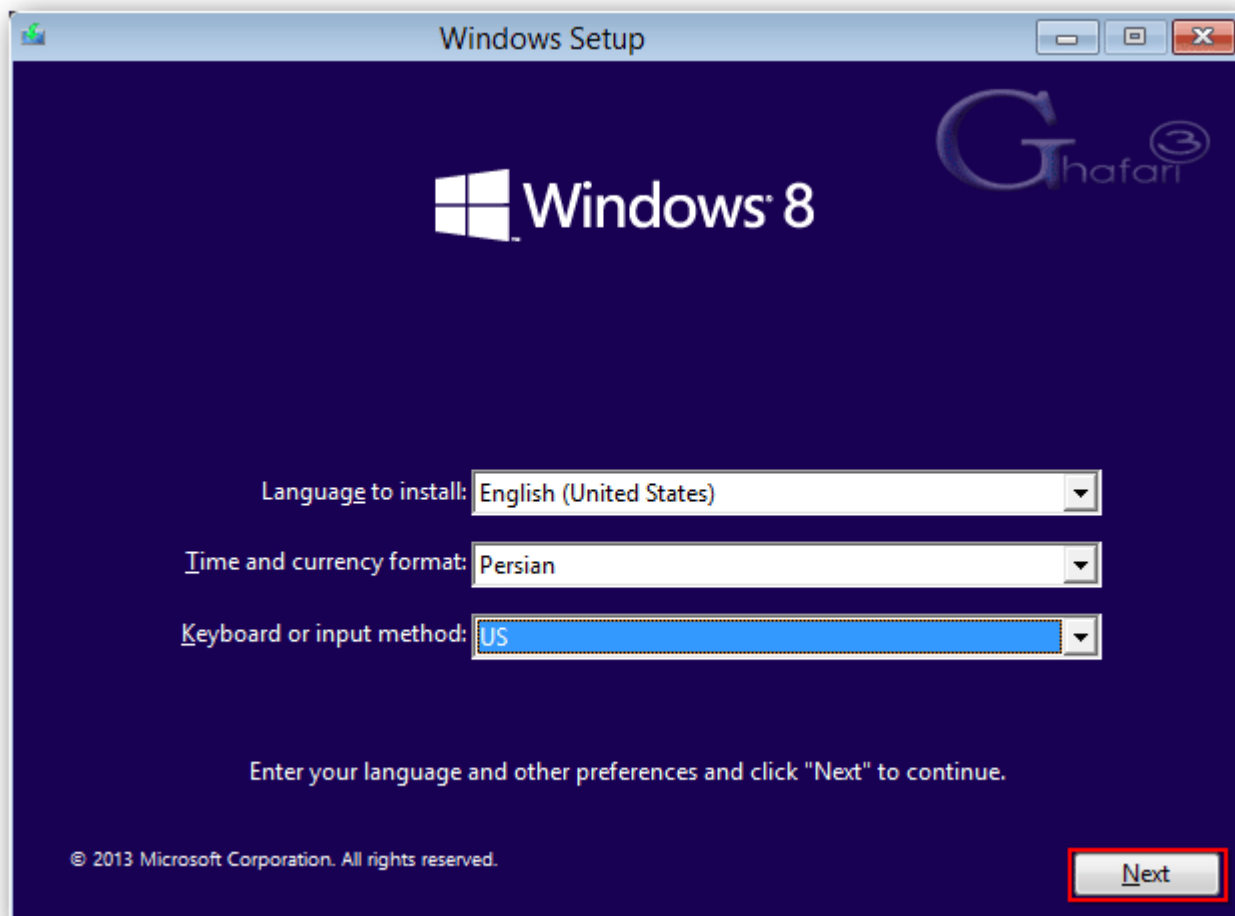 Windows Setup
Ghafari3
Windows® 8
Language to install: English (United States)
Time and currency format: Persian
Keyboard or input method: US
Enter your language and other preferences and click "Next" to continue.
© 2013 Microsoft Corporation. All rights reserved.
Next